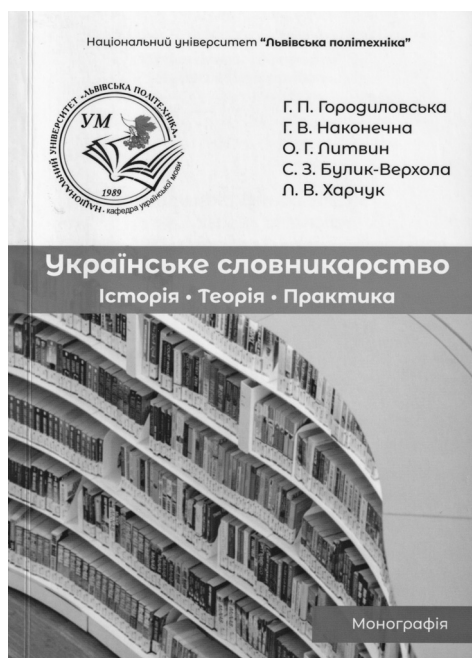 Національний університет “Львівська політехніка”
НАЦІОНАЛЬНИЙ УНІВЕРСИТЕТ «ЛЬВІВСЬКА ПОЛІТЕХНІКА»
УМ
1989
• кафедра української мови •
Г. П. Городиловська
Г. В. Наконечна
О. Г. Литвин
С. З. Булик-Верхола
Л. В. Харчук
Українське словникарство
Історія • Теорія • Практика
Монографія